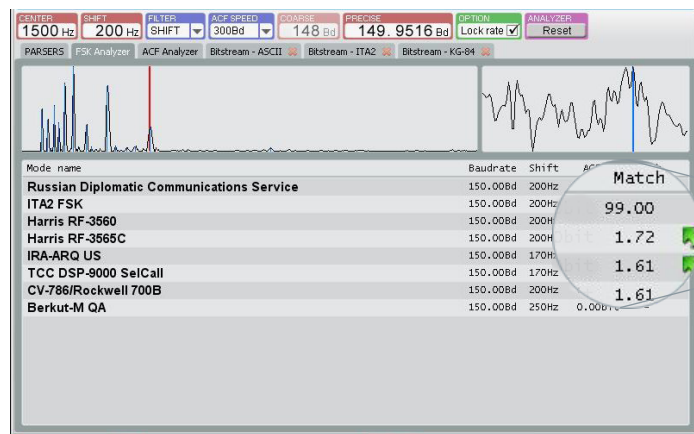 CENTER SHIFT FILTER ACF SPEED COARSE PRECISE OPTION ANALYZER
1500 Hz 200 Hz SHIFT 300Bd 148 Bd 149.9516 Bd Lock rate Reset
PARSERS FSK Analyzer ACF Analyzer Bitstream - ASCII Bitstream - ITA2 Bitstream - KG-84
Mode name Baudrate Shift Match
Russian Diplomatic Communications Service 150.00Bd 200Hz 99.00
ITA2 FSK 150.00Bd 200Hz 1.72
Harris RF-3560 150.00Bd 200H 1.61
Harris RF-3565C 150.00Bd 200H 1.61
IRA-ARQ US 150.00Bd 170H
TCC DSP-9000 SelCall 150.00Bd 170Hz
CV-786/Rockwell 700B 150.00Bd 200Hz
Berkut-M QA 150.00Bd 250Hz